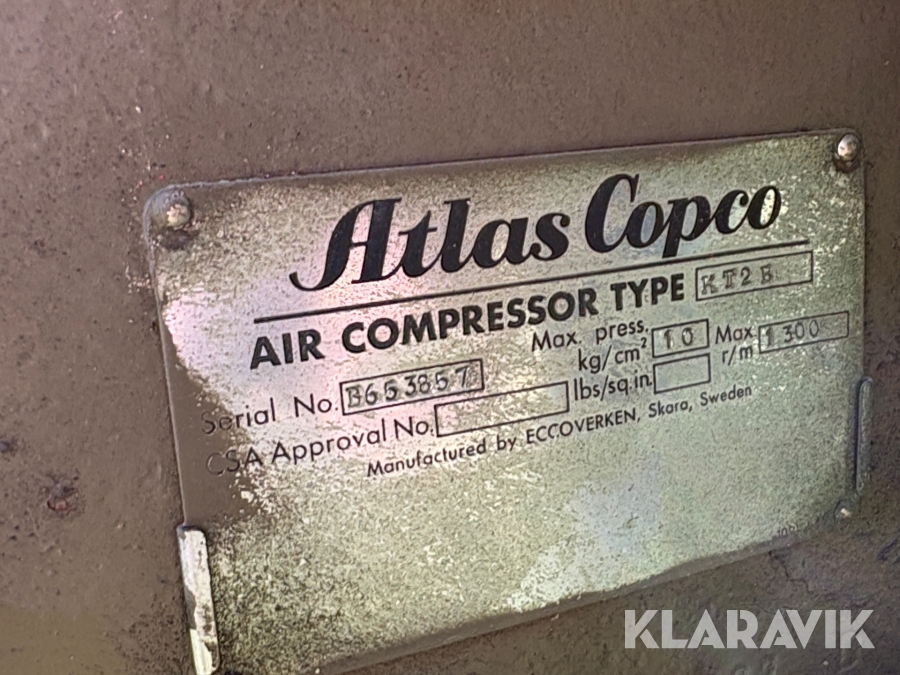 Atlas Copco
AIR COMPRESSOR TYPE KT2B
Max. press. kg/cm² 10 Max r/m 1300
lbs/sq.in.
Serial No. B653857
CSA Approval No.
Manufactured by ECCOVERKEN, Skara, Sweden
KLARAVIK